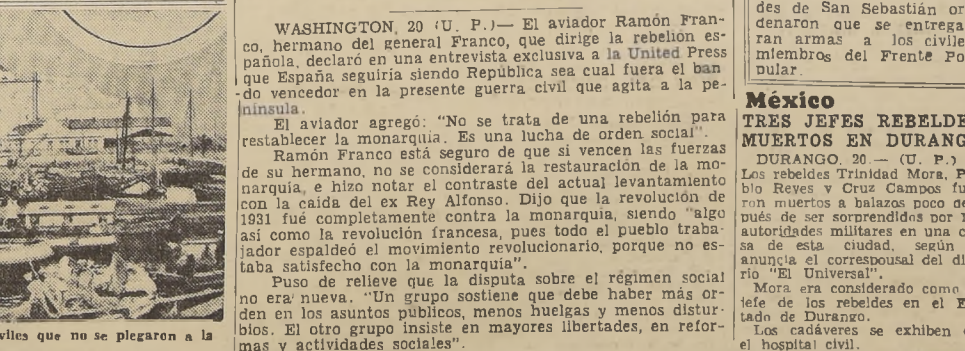 viles que no se plegaron a la
WASHINGTON, 20 (U. P.)— El aviador Ramón Fran-
co, hermano del general Franco, que dirige la rebelión es-
pañola, declaró en una entrevista exclusiva a la United Press
que España seguiría siendo República sea cual fuera el ban
-do vencedor en la presente guerra civil que agita a la pe-
nínsula.
El aviador agregó: "No se trata de una rebelión para
restablecer la monarquía. Es una lucha de orden social".
Ramón Franco está seguro de que si vencen las fuerzas
de su hermano, no se considerará la restauración de la mo-
narquía, e hizo notar el contraste del actual levantamiento
con la caída del ex Rey Alfonso. Dijo que la revolución de
1931 fué completamente contra la monarquía, siendo "algo
así como la revolución francesa, pues todo el pueblo traba-
jador espaldeó el movimiento revolucionario, porque no es-
taba satisfecho con la monarquía".
Puso de relieve que la disputa sobre el régimen social
no era nueva. "Un grupo sostiene que debe haber más or-
den en los asuntos públicos, menos huelgas y menos distur-
bios. El otro grupo insiste en mayores libertades, en refor-
mas y actividades sociales".
des de San Sebastián or
denaron que se entrega
ran armas a los civile
miembros del Frente Po
pular.
México
TRES JEFES REBELDE
MUERTOS EN DURANG
DURANGO, 20.— (U. P.)
Los rebeldes Trinidad Mora, P
blo Reyes y Cruz Campos fu
ron muertos a balazos poco de
pués de ser sorprendidos por l
autoridades militares en una c
sa de esta ciudad, según
anuncia el correspousal del di
rio "El Universal".
Mora era considerado como
jefe de los rebeldes en el E
tado de Durango.
Los cadáveres se exhiben e
el hospital civil.